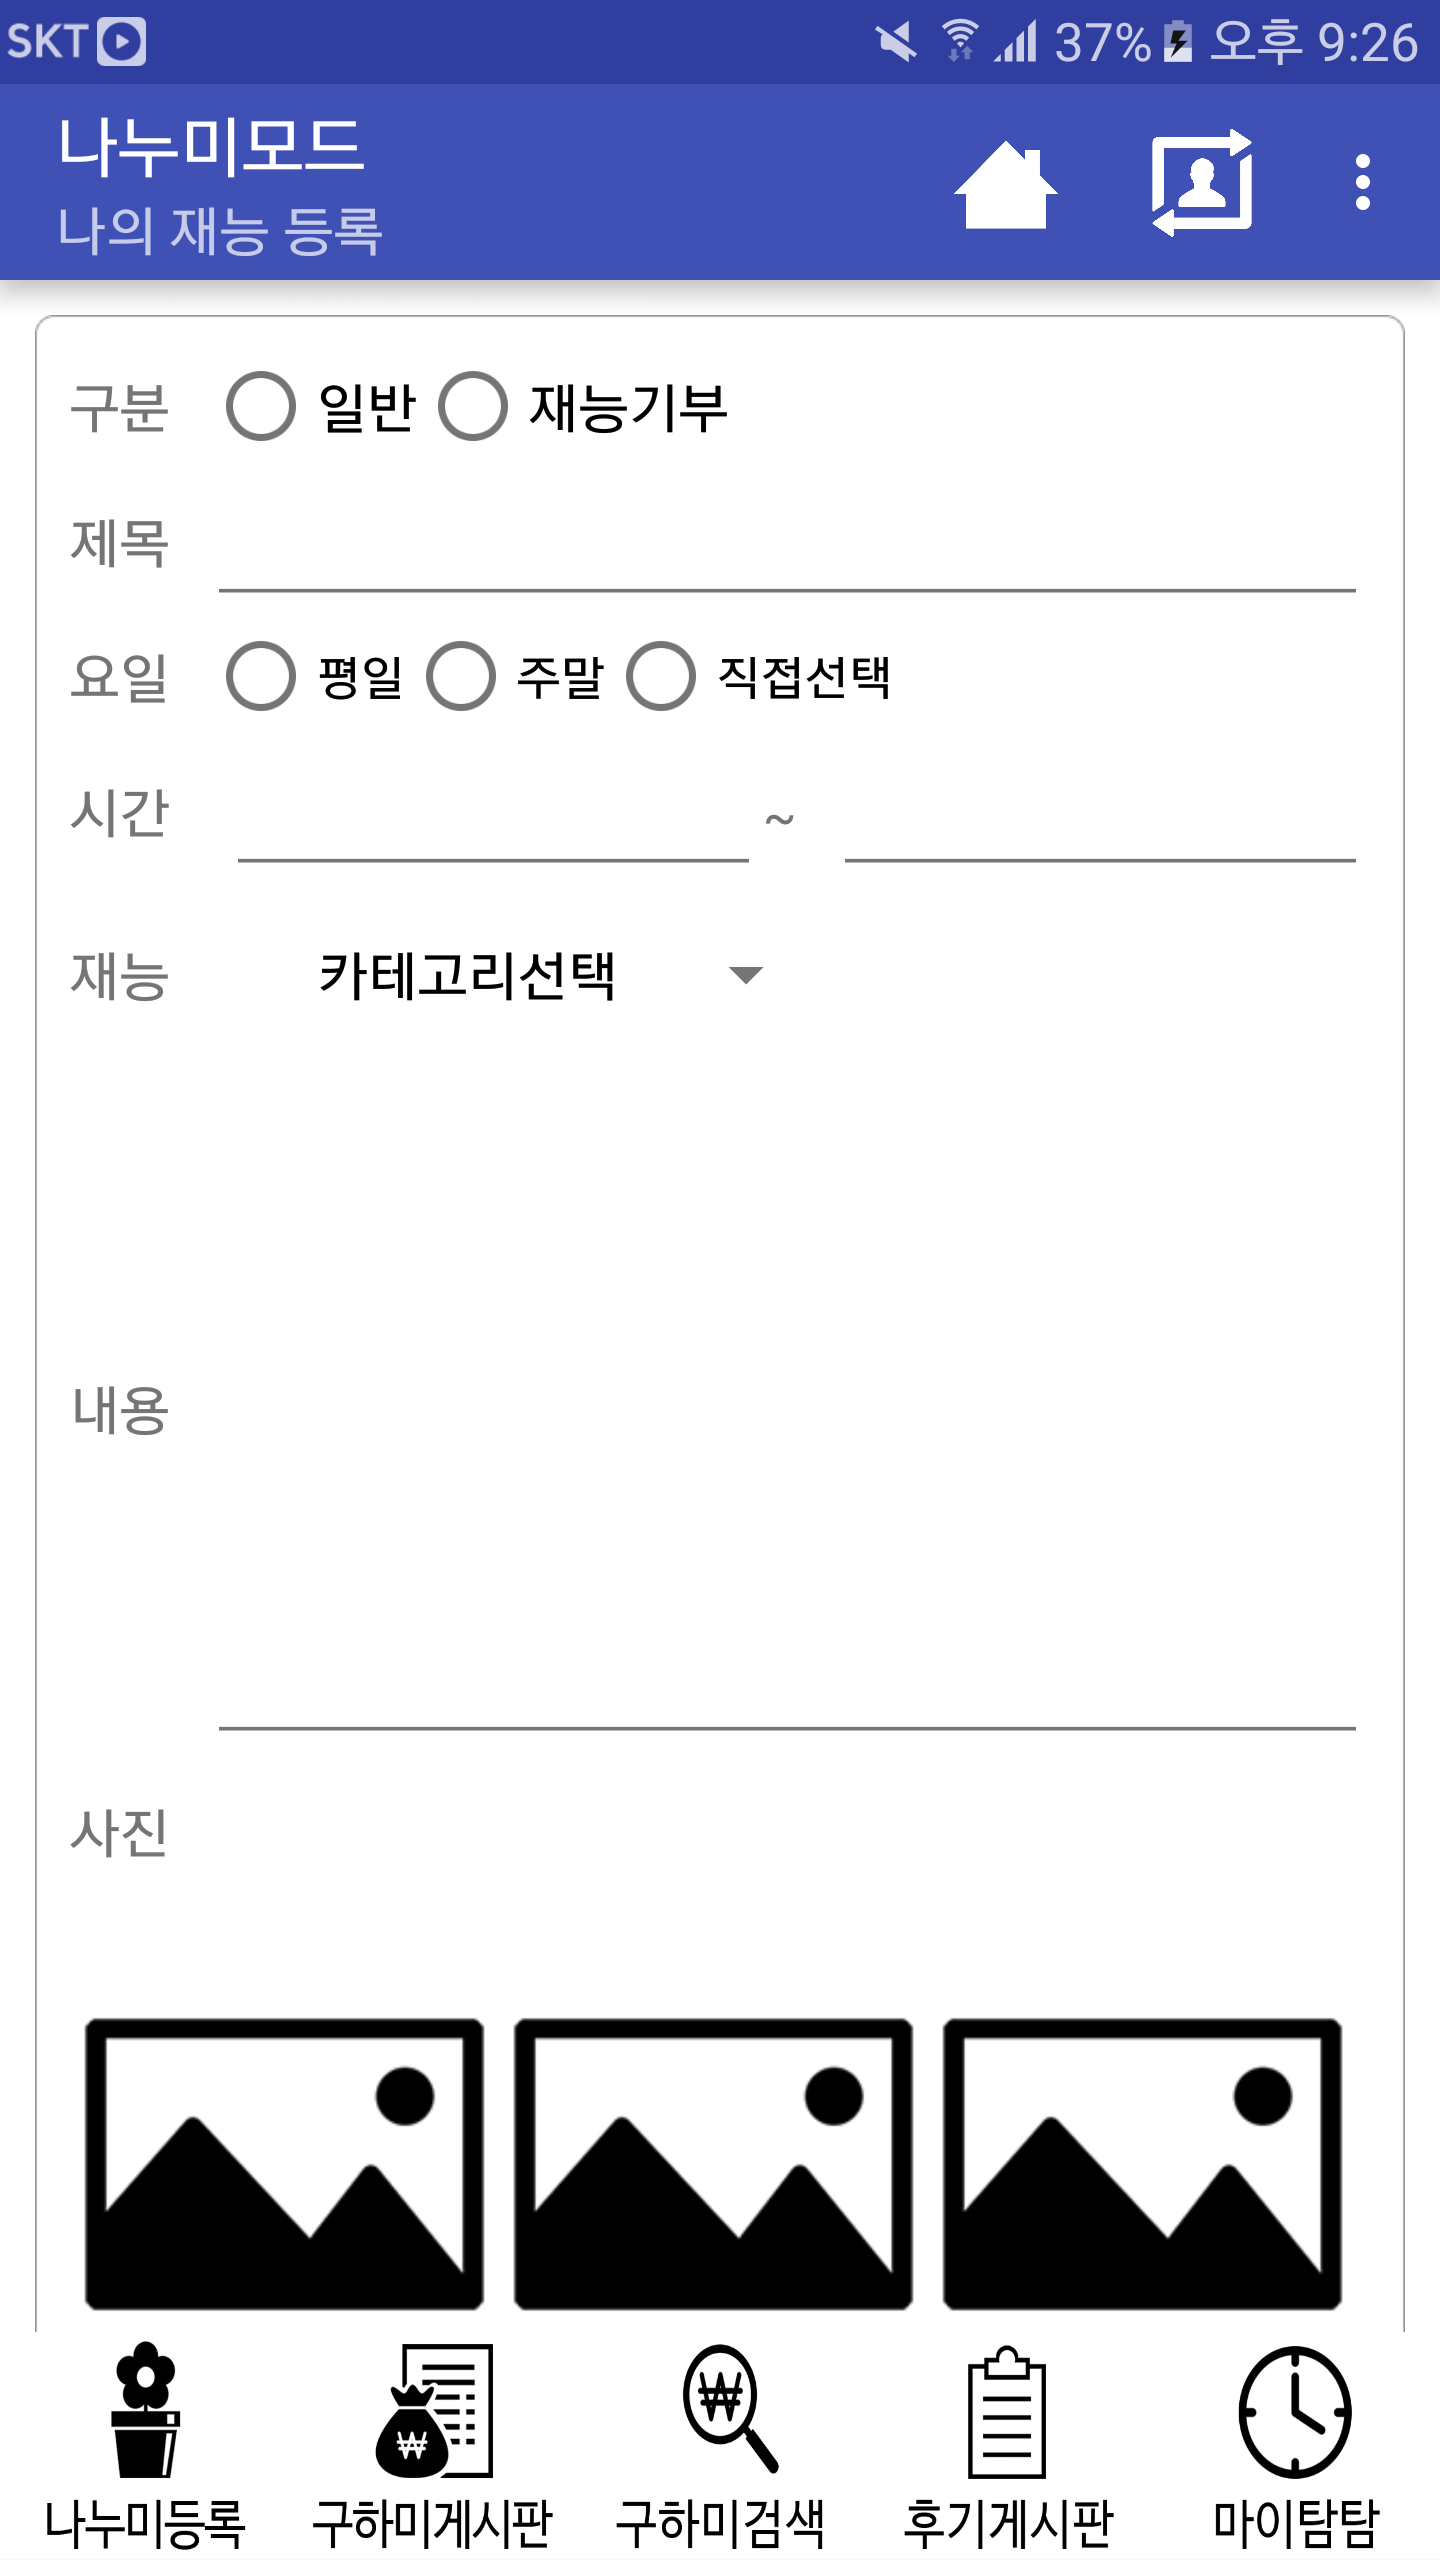 SKT 37% 오후 9:26
나누미모드
나의 재능 등록
구분 일반 재능기부
제목
요일 평일 주말 직접선택
시간 ~
재능 카테고리선택
내용
사진
₩ ₩
나누미등록 구하미게시판 구하미검색 후기게시판 마이탐탐